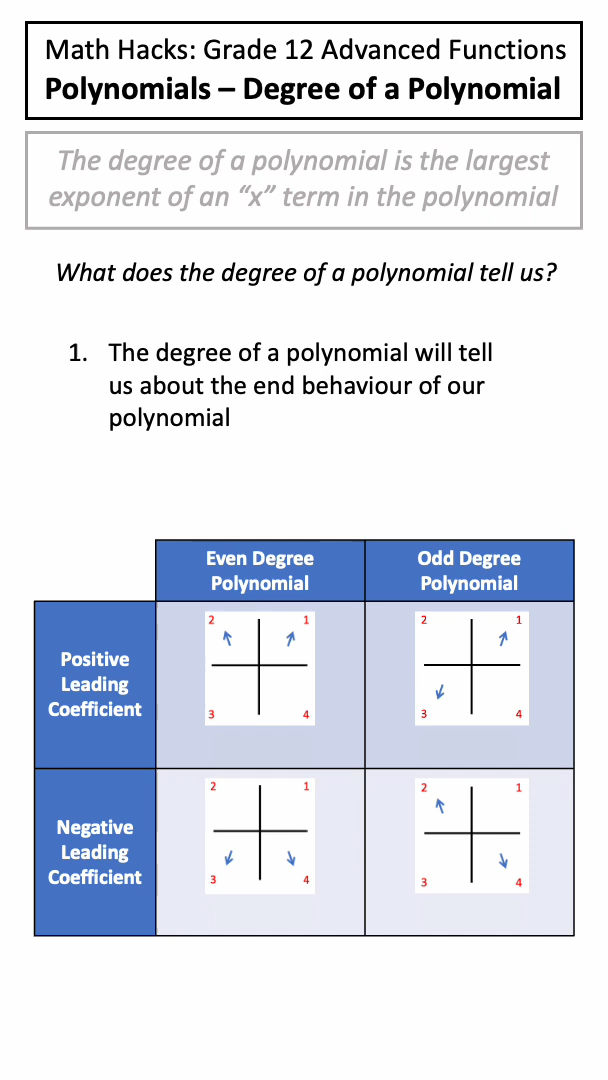 Math Hacks: Grade 12 Advanced Functions
Polynomials – Degree of a Polynomial
The degree of a polynomial is the largest
exponent of an “x” term in the polynomial
What does the degree of a polynomial tell us?
1. The degree of a polynomial will tell
us about the end behaviour of our
polynomial
Even Degree
Polynomial
Odd Degree
Polynomial
Positive
Leading
Coefficient
2 1
3 4
2 1
3 4
Negative
Leading
Coefficient
2 1
3 4
2 1
3 4